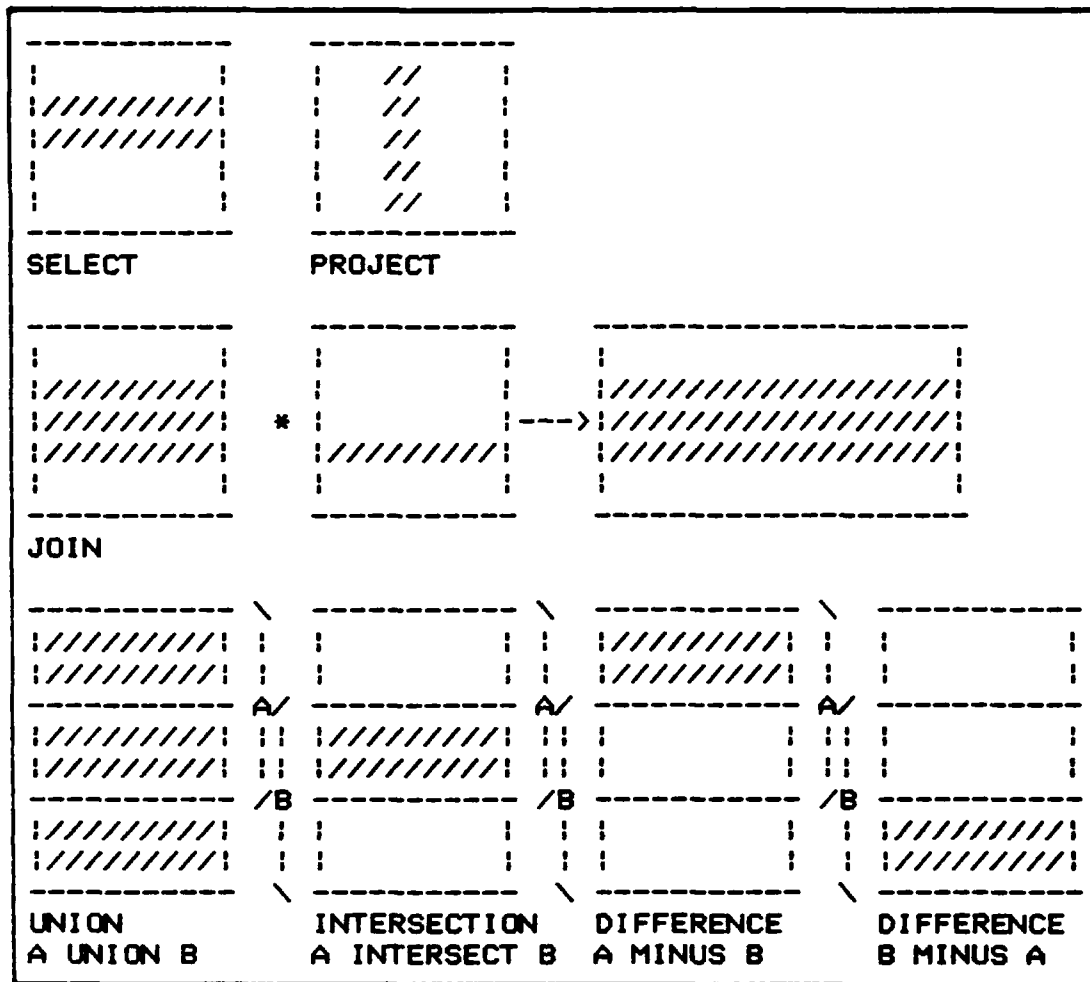 SELECT PROJECT
*
JOIN
A A A
B B B
UNION INTERSECTION DIFFERENCE DIFFERENCE
A UNION B A INTERSECT B A MINUS B B MINUS A